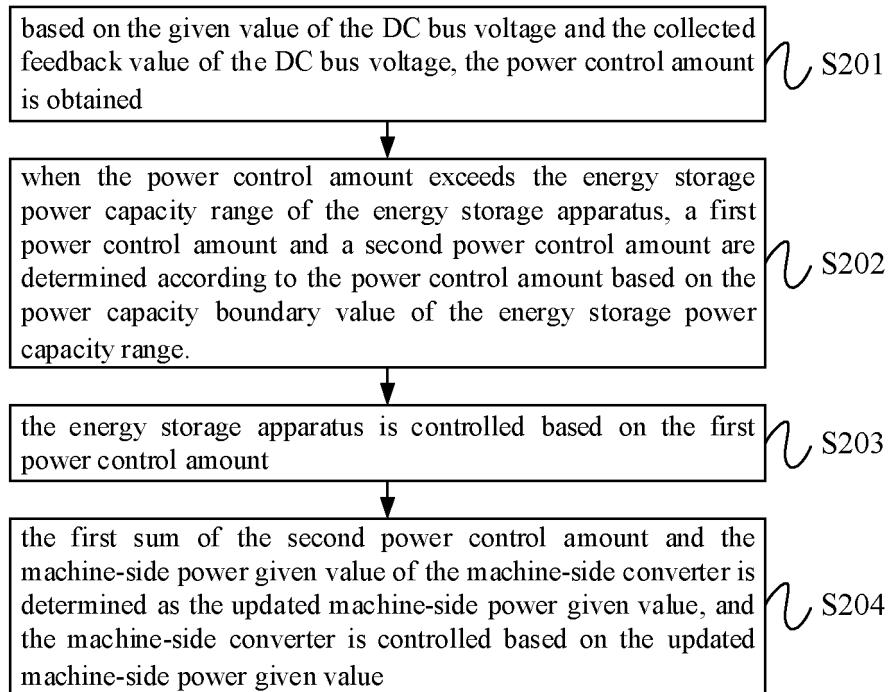 based on the given value of the DC bus voltage and the collected
feedback value of the DC bus voltage, the power control amount
is obtained
S201
when the power control amount exceeds the energy storage
power capacity range of the energy storage apparatus, a first
power control amount and a second power control amount are
determined according to the power control amount based on the
power capacity boundary value of the energy storage power
capacity range.
S202
the energy storage apparatus is controlled based on the first
power control amount
S203
the first sum of the second power control amount and the
machine-side power given value of the machine-side converter is
determined as the updated machine-side power given value, and
the machine-side converter is controlled based on the updated
machine-side power given value
S204